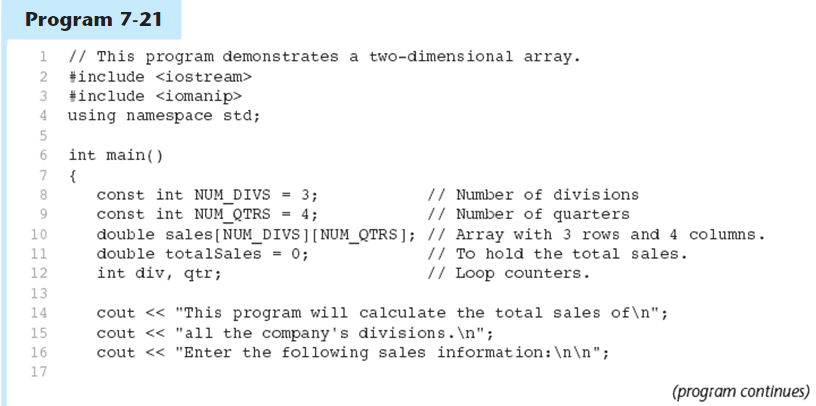 Program 7-21
1 // This program demonstrates a two-dimensional array.
2 #include <iostream>
3 #include <iomanip>
4 using namespace std;
5
6 int main()
7 {
8 const int NUM_DIVS = 3; // Number of divisions
9 const int NUM_QTRS = 4; // Number of quarters
10 double sales[NUM_DIVS][NUM_QTRS]; // Array with 3 rows and 4 columns.
11 double totalSales = 0; // To hold the total sales.
12 int div, qtr; // Loop counters.
13
14 cout << "This program will calculate the total sales of\n";
15 cout << "all the company's divisions.\n";
16 cout << "Enter the following sales information:\n\n";
17
(program continues)